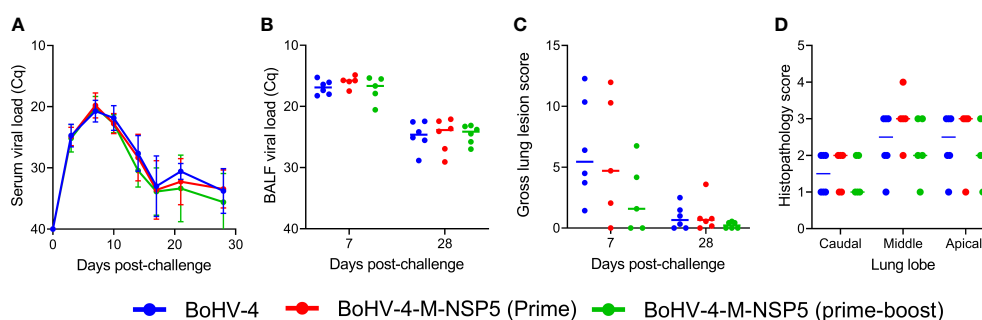 A
B
C
D
Serum viral load (Cq)
10
20
30
40
0
10
20
30
Days post-challenge
BALF viral load (Cq)
10
20
30
40
7
28
Days post-challenge
Gross lung lesion score
15
10
5
0
7
28
Days post-challenge
Histopathology score
5
4
3
2
1
0
Caudal
Middle
Apical
Lung lobe
BoHV-4
BoHV-4-M-NSP5 (Prime)
BoHV-4-M-NSP5 (prime-boost)